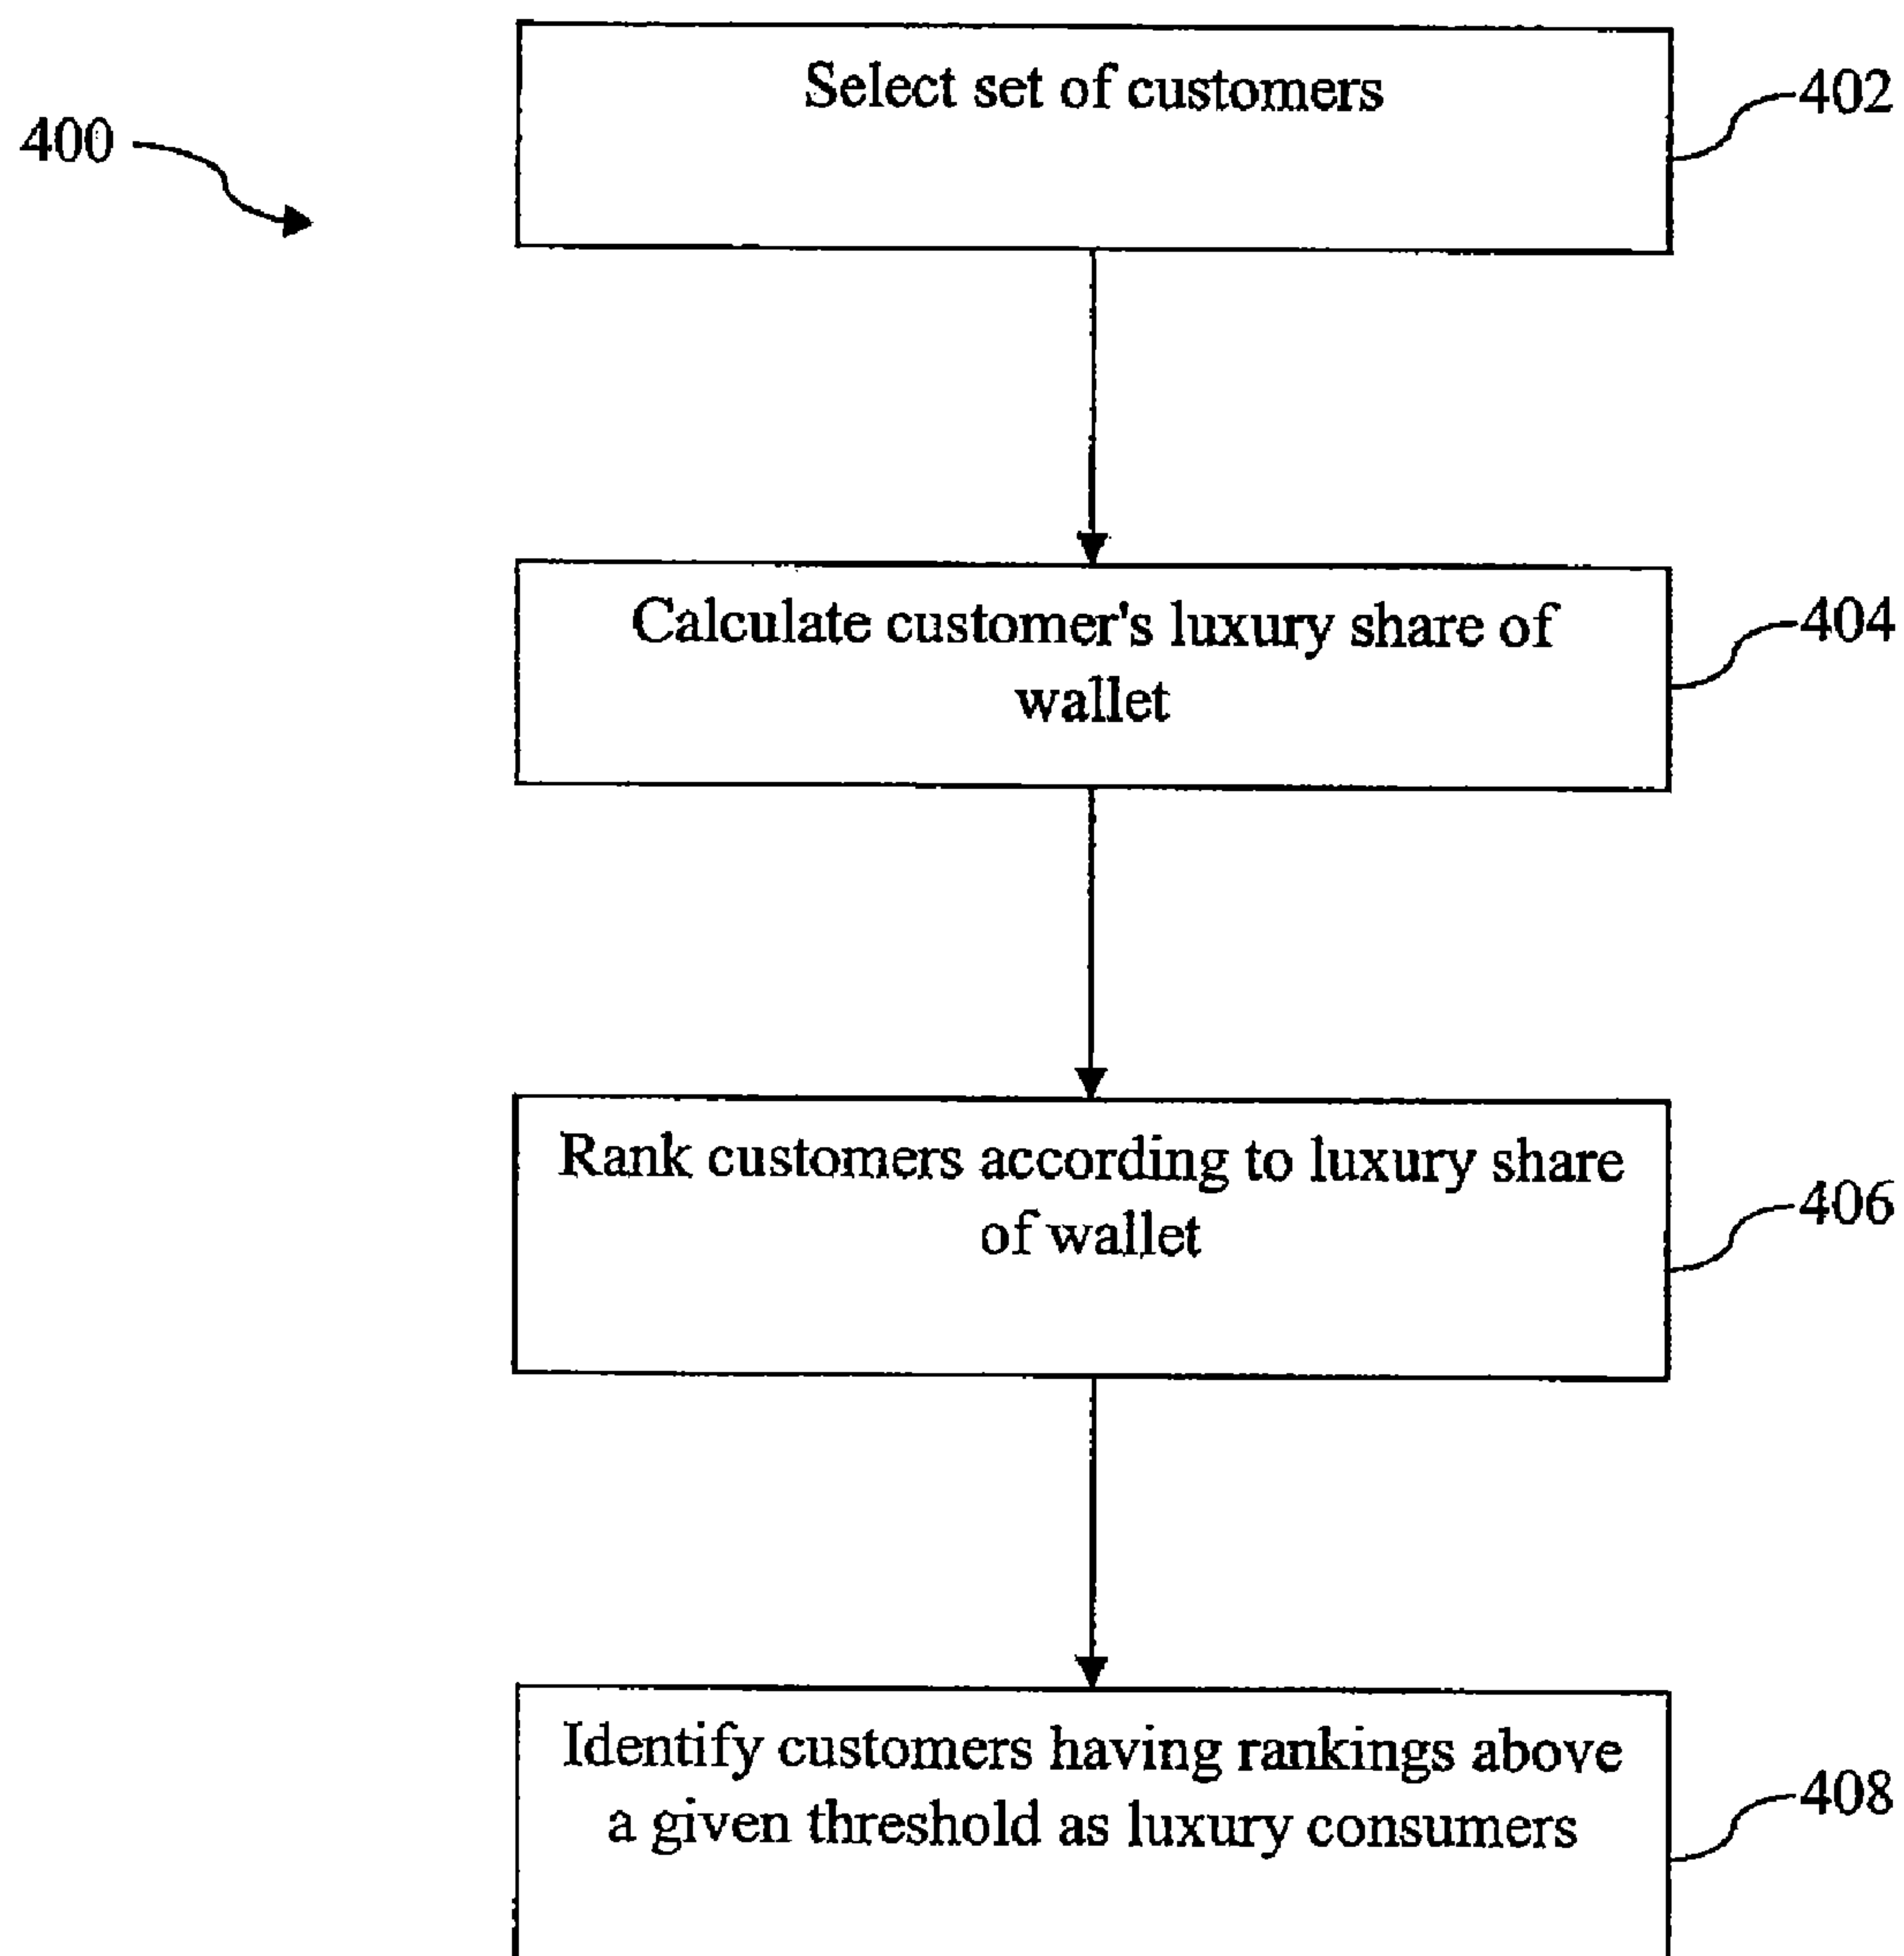 Select set of customers
402
400
Calculate customer's luxury share of
wallet
404
Rank customers according to luxury share
of wallet
406
Identify customers having rankings above
a given threshold as luxury consumers
408